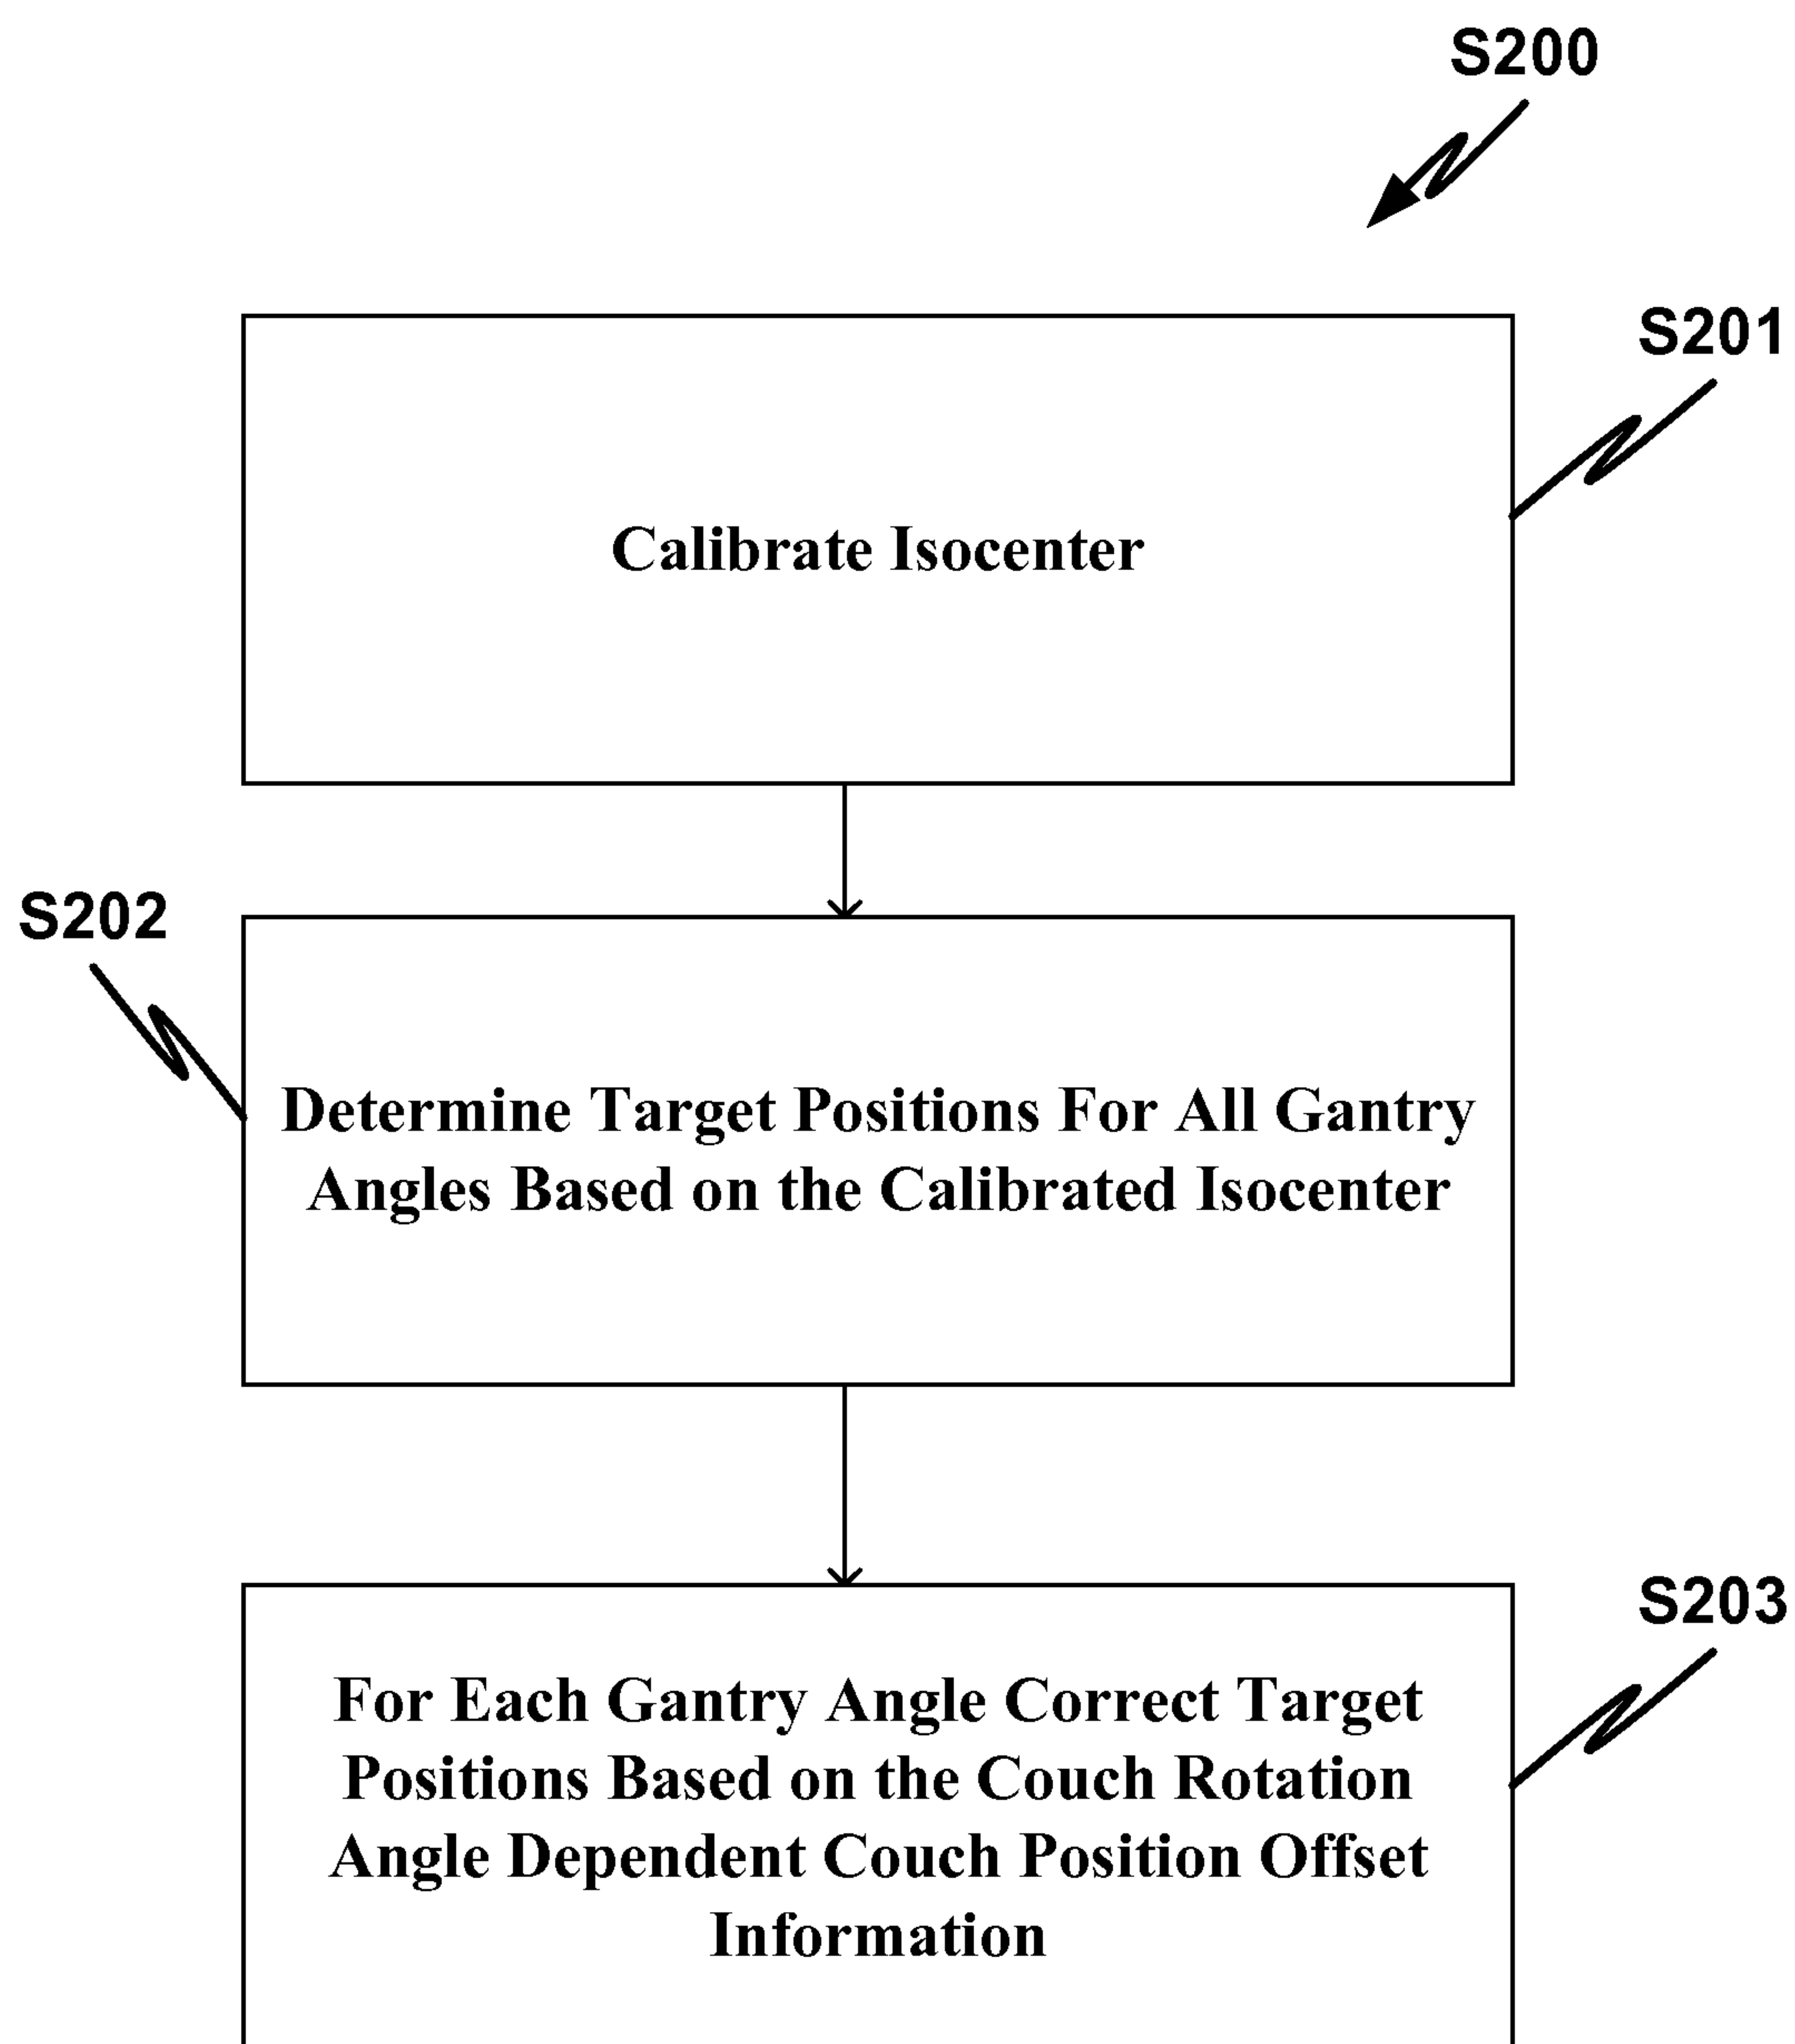 S200
S201
Calibrate Isocenter
S202
Determine Target Positions For All Gantry
Angles Based on the Calibrated Isocenter
S203
For Each Gantry Angle Correct Target
Positions Based on the Couch Rotation
Angle Dependent Couch Position Offset
Information